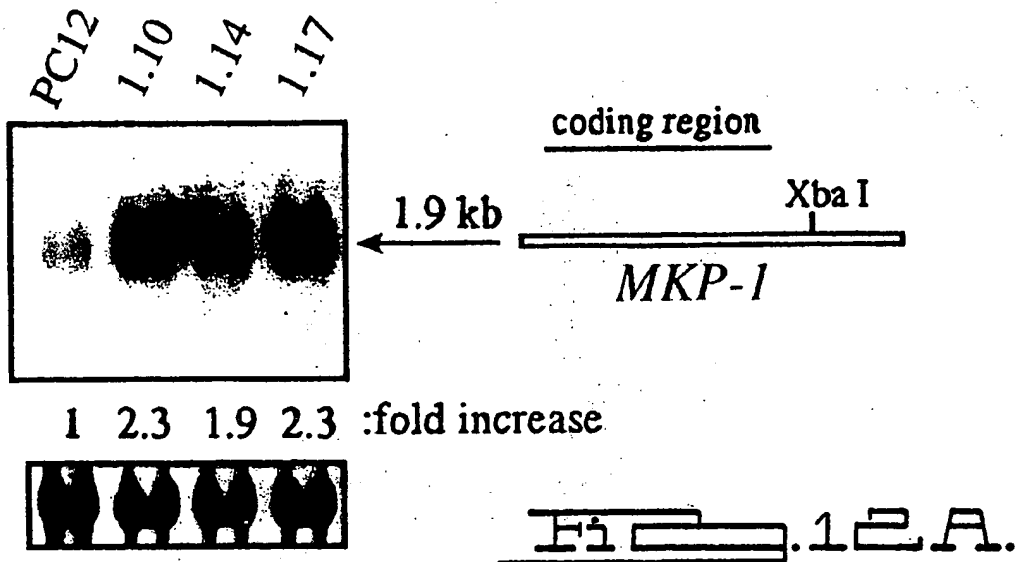 PC12 1.10 1.14 1.17
coding region
1.9 kb
Xba I
MKP-1
1 2.3 1.9 2.3 :fold increase
Fig.12A.